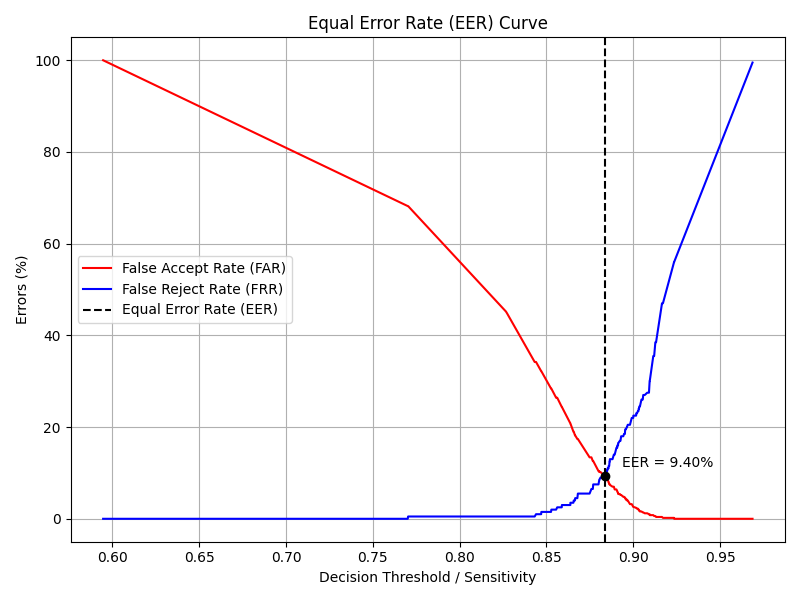 Equal Error Rate (EER) Curve
Errors (%)
100
80
60
40
20
0
False Accept Rate (FAR)
False Reject Rate (FRR)
Equal Error Rate (EER)
EER = 9.40%
0.60 0.65 0.70 0.75 0.80 0.85 0.90 0.95
Decision Threshold / Sensitivity